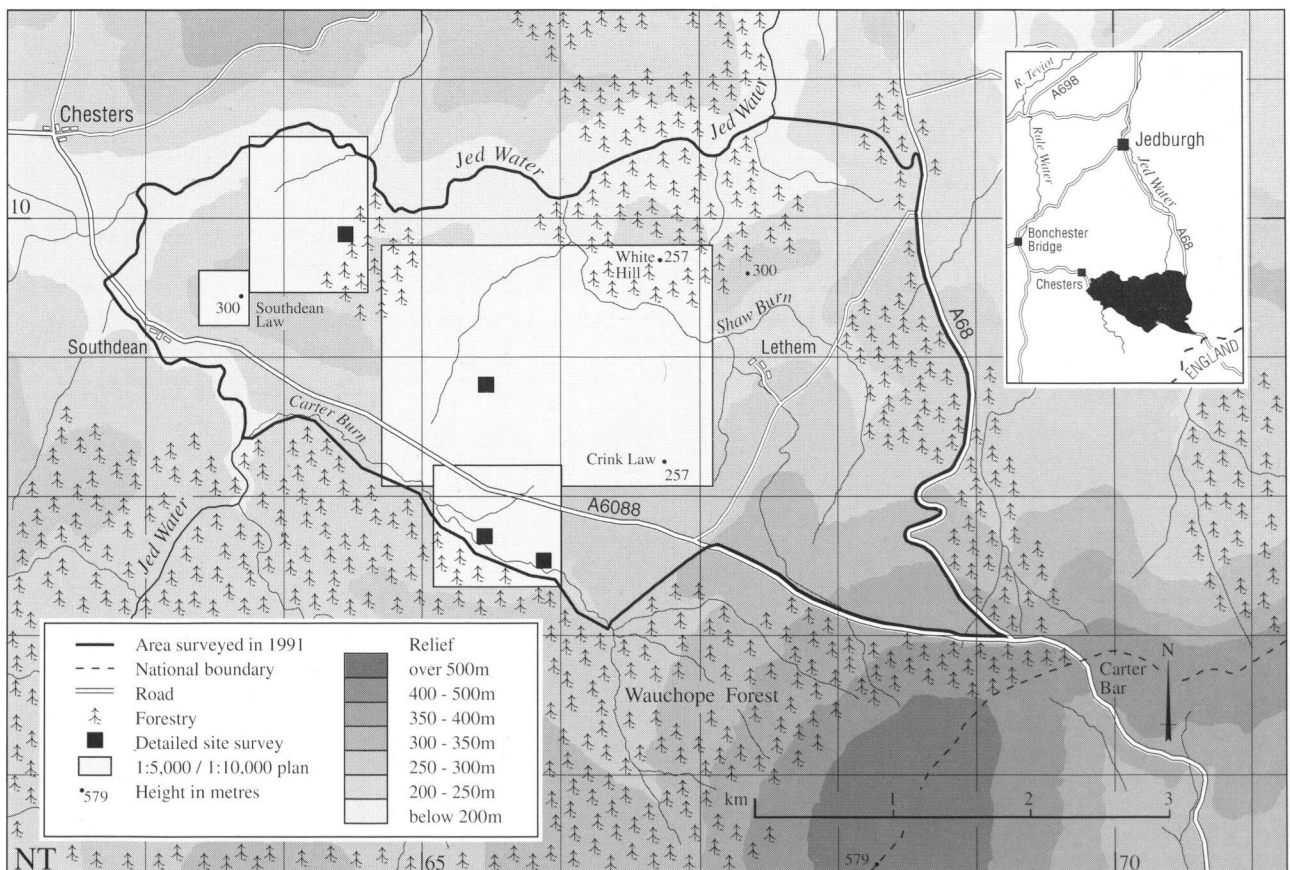 Chesters
Jed Water
Jed Water
10
White
Hill
257
300
300
Southdean
Law
Shaw Burn
A68
Southdean
Lethem
Carter Burn
Crink Law
257
A6088
Jed Water
Wauchope Forest
Carter
Bar
N
km 1 2 3
NT
65
579
70
R. Teviot
A698
Rule Water
Jedburgh
Jed Water
A68
Bonchester
Bridge
Chesters
ENGLAND
Area surveyed in 1991
National boundary
Road
Forestry
Detailed site survey
1:5,000 / 1:10,000 plan
579 Height in metres
Relief
over 500m
400 - 500m
350 - 400m
300 - 350m
250 - 300m
200 - 250m
below 200m